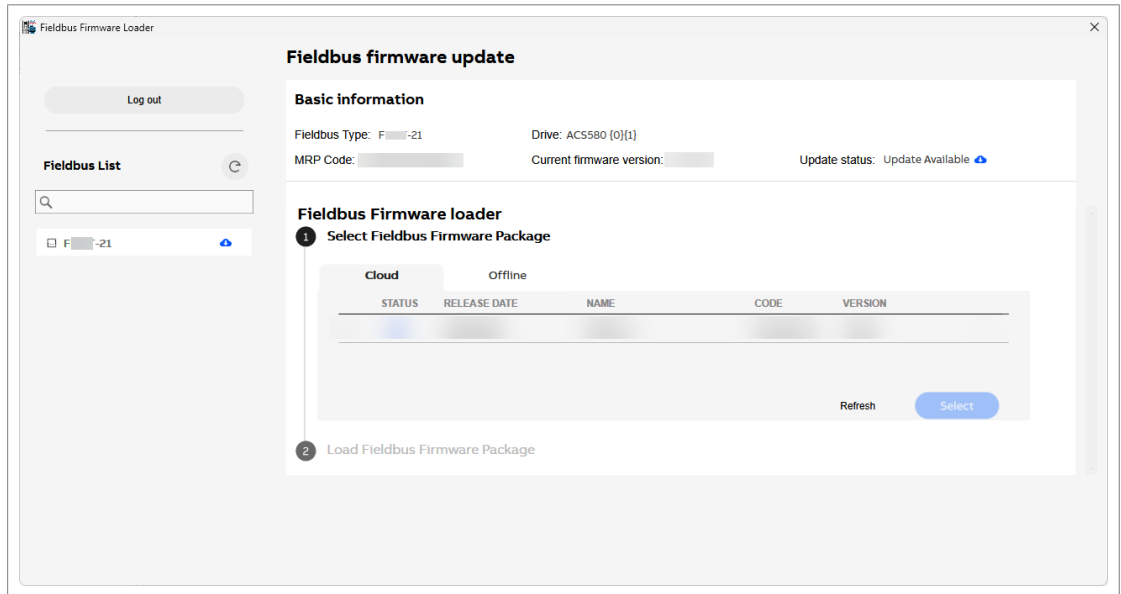 Fieldbus Firmware Loader
Fieldbus firmware update
Log out
Basic information
Fieldbus Type: F -21 Drive: ACS580 {0}{1}
MRP Code: Current firmware version: Update status: Update Available
Fieldbus List
Fieldbus Firmware loader
1 Select Fieldbus Firmware Package
F -21
Cloud Offline
STATUS RELEASE DATE NAME CODE VERSION
Refresh Select
2 Load Fieldbus Firmware Package